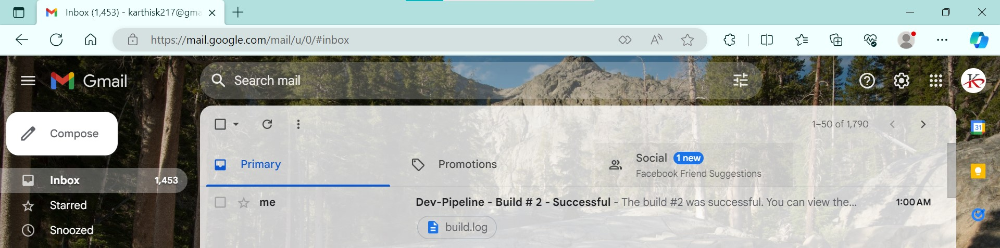 Inbox (1,453) - karthisk217@gma
https://mail.google.com/mail/u/0/#inbox
Gmail
Search mail
Compose
1–50 of 1,790
31
Primary
Promotions
Social 1 new
Facebook Friend Suggestions
Inbox 1,453
Starred
Snoozed
me Dev-Pipeline - Build # 2 - Successful - The build #2 was successful. You can view the... 1:00 AM
build.log